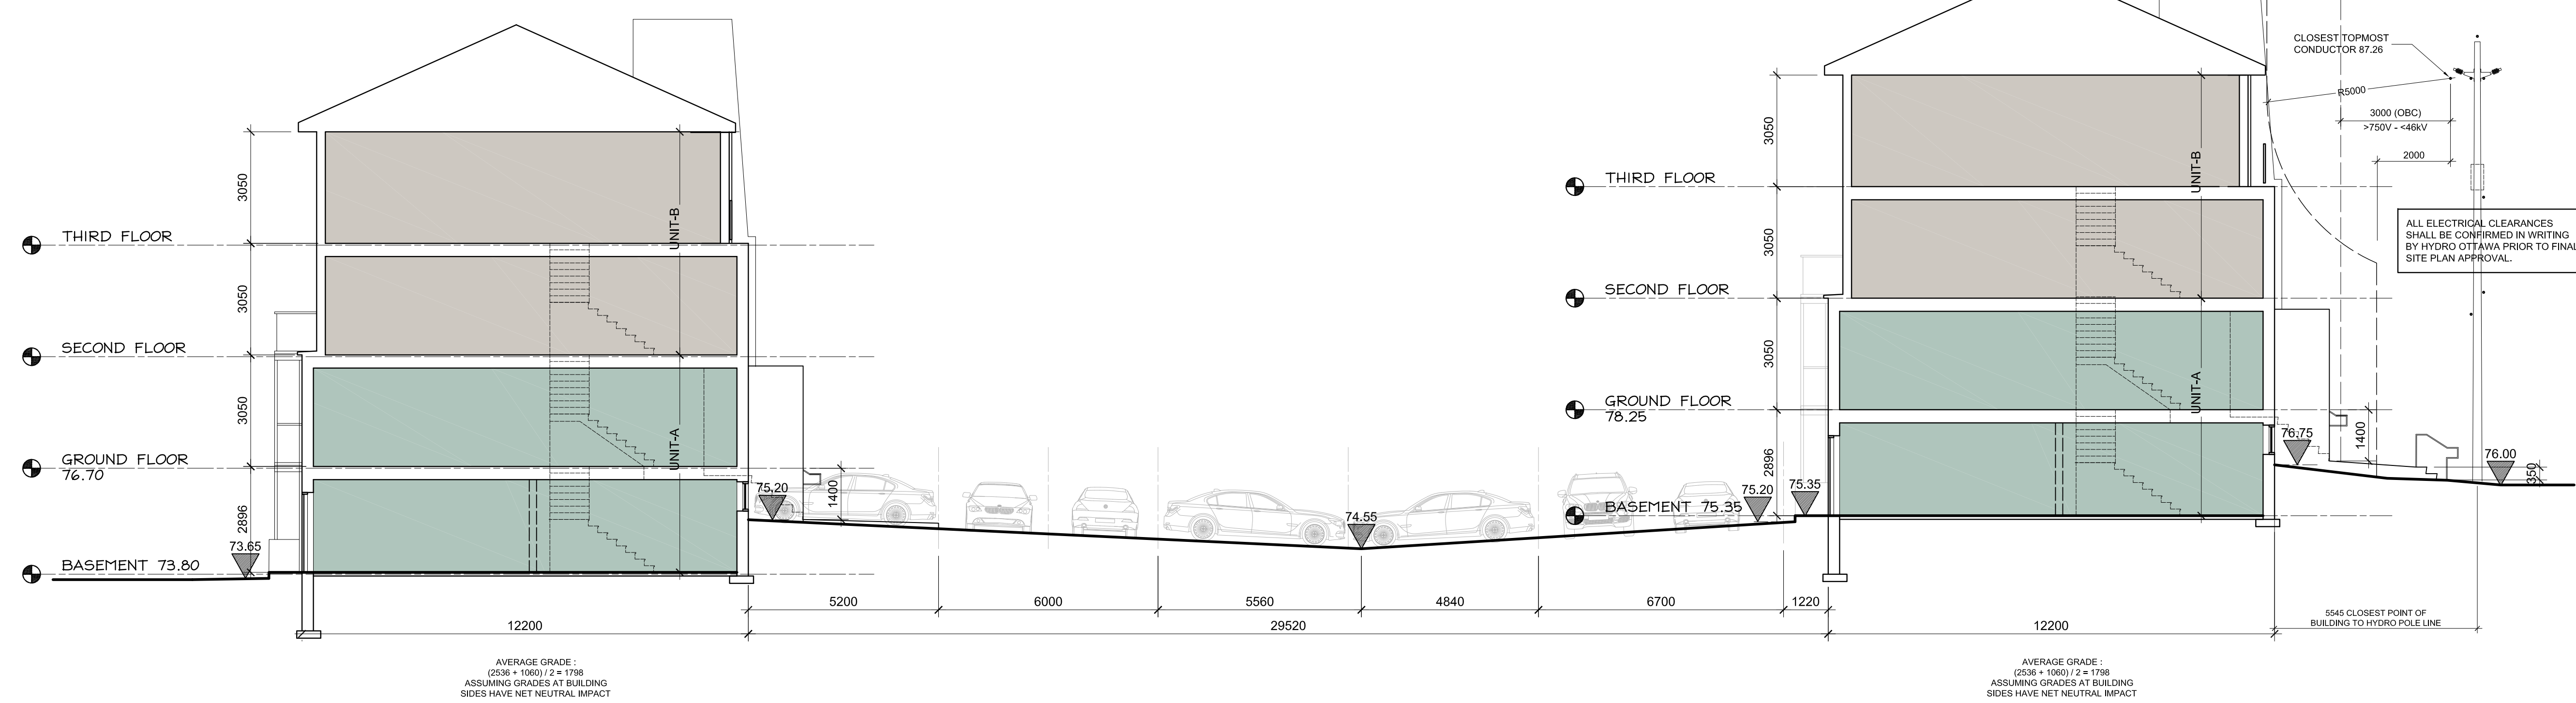 3050
3050
3050
2896
THIRD FLOOR
SECOND FLOOR
GROUND FLOOR
76.70
BASEMENT 73.80
73.65
UNIT-B
UNIT-A
75.20
1400
74.55
5200
6000
5560
4840
6700
1220
12200
29520
12200
AVERAGE GRADE :
(2536 + 1060) / 2 = 1798
ASSUMING GRADES AT BUILDING
SIDES HAVE NET NEUTRAL IMPACT
3050
3050
3050
2896
THIRD FLOOR
SECOND FLOOR
GROUND FLOOR
78.25
BASEMENT 75.35
75.20
75.35
UNIT-B
UNIT-A
76.75
1400
76.00
350
CLOSEST TOPMOST
CONDUCTOR 87.26
R5000
3000 (OBC)
>750V - <46kV
2000
ALL ELECTRICAL CLEARANCES
SHALL BE CONFIRMED IN WRITING
BY HYDRO OTTAWA PRIOR TO FINAL
SITE PLAN APPROVAL.
5545 CLOSEST POINT OF
BUILDING TO HYDRO POLE LINE
AVERAGE GRADE :
(2536 + 1060) / 2 = 1798
ASSUMING GRADES AT BUILDING
SIDES HAVE NET NEUTRAL IMPACT